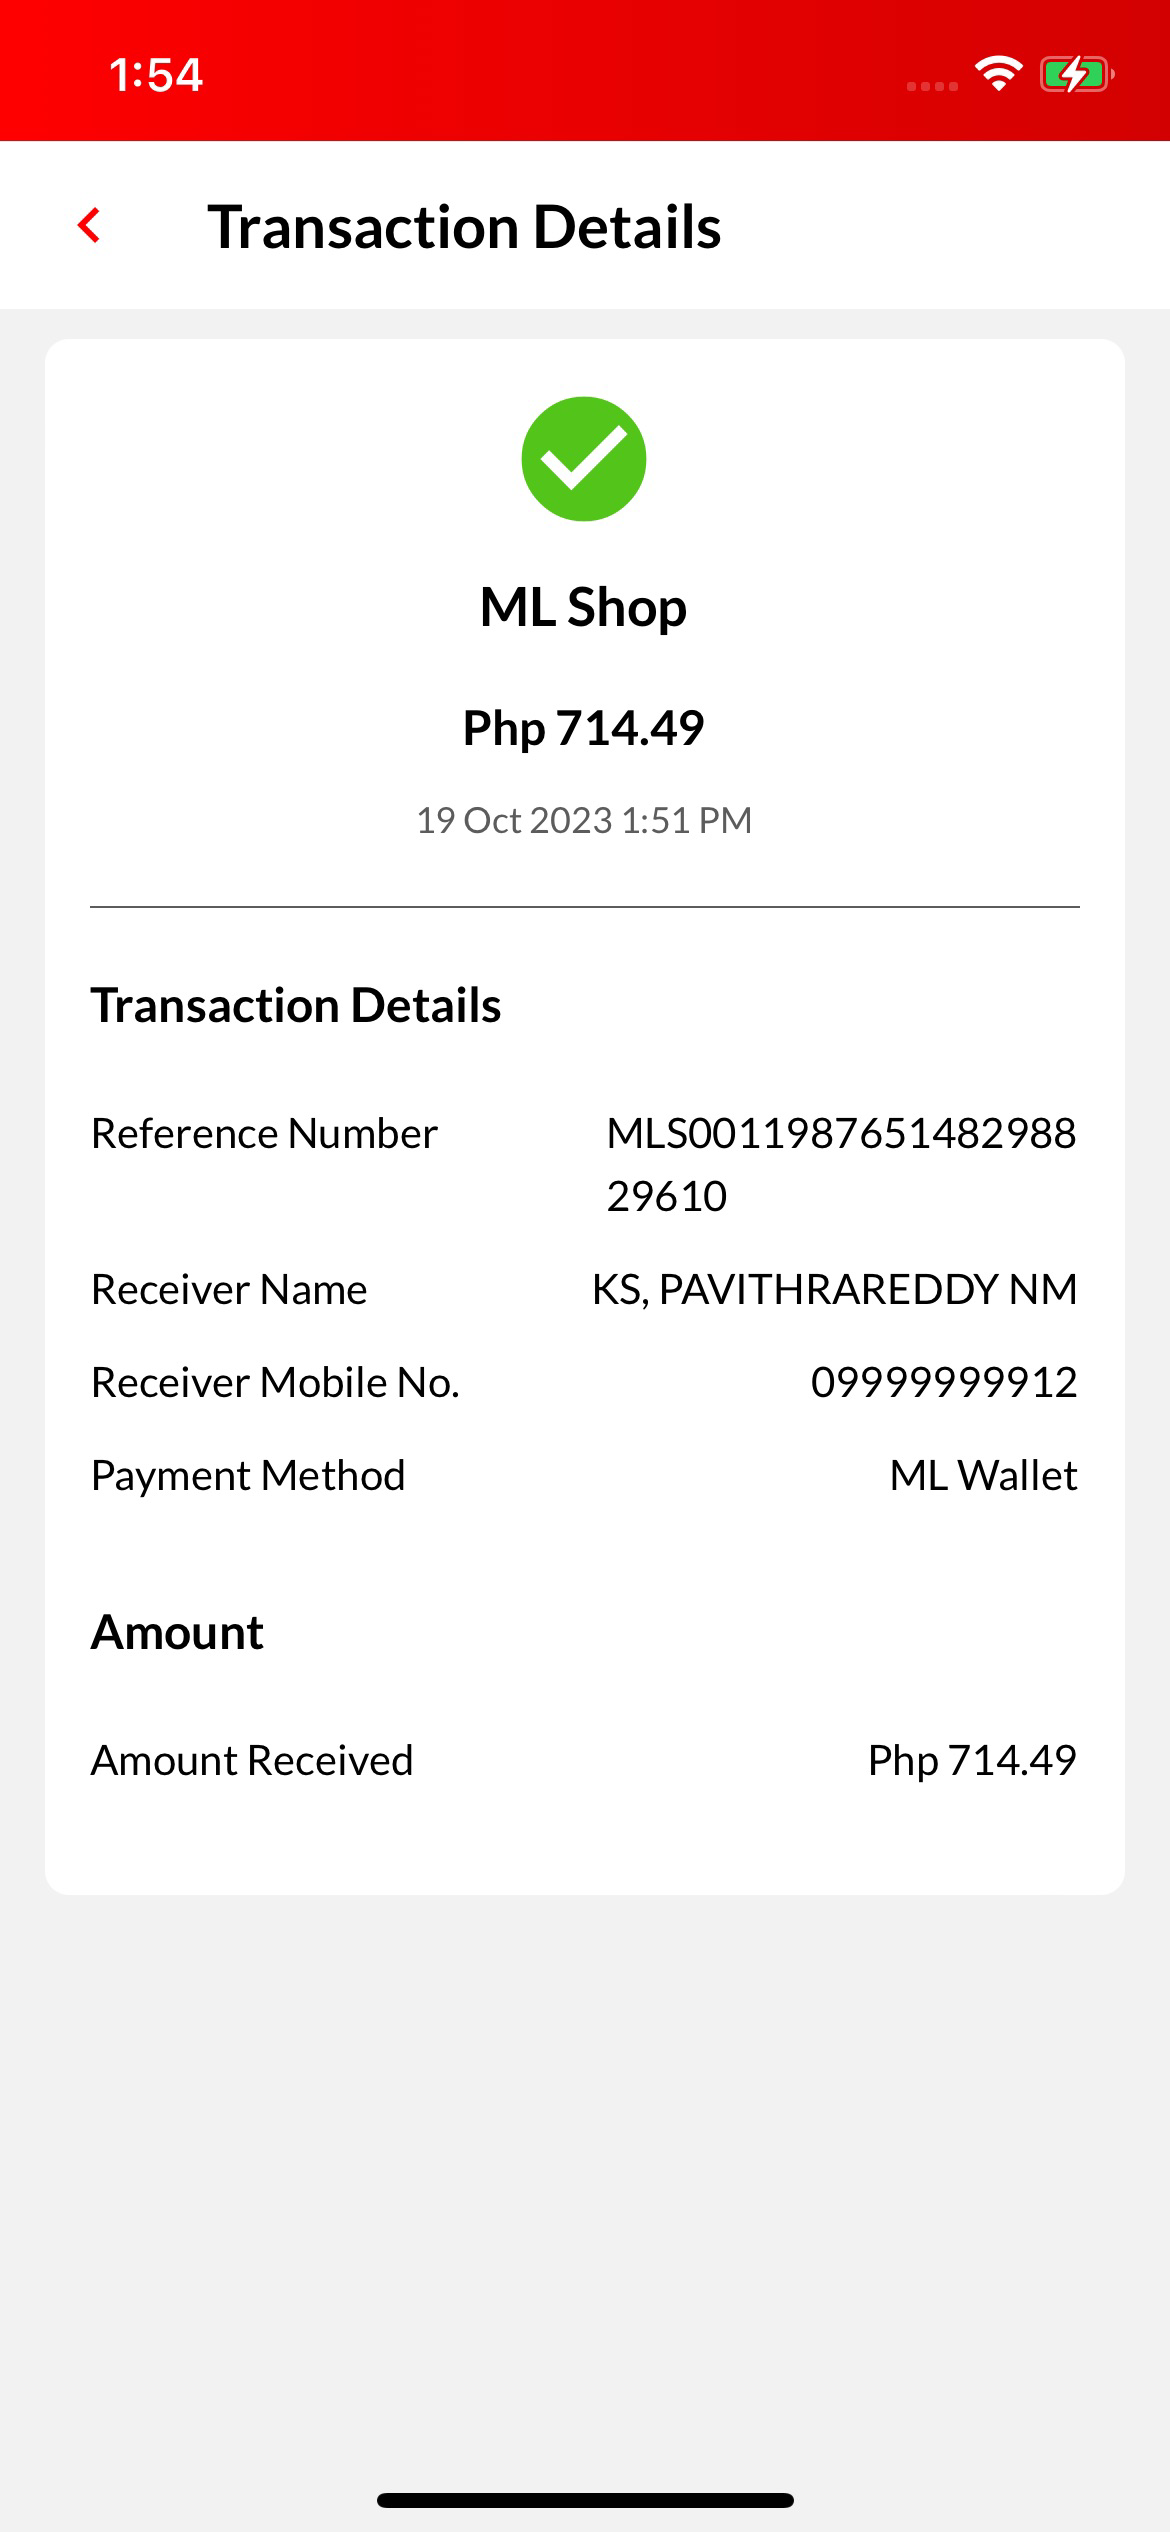 1:54
Transaction Details
ML Shop
Php 714.49
19 Oct 2023 1:51 PM
Transaction Details
Reference Number MLS0011987651482988
29610
Receiver Name KS, PAVITHRAREDDY NM
Receiver Mobile No. 09999999912
Payment Method ML Wallet
Amount
Amount Received Php 714.49